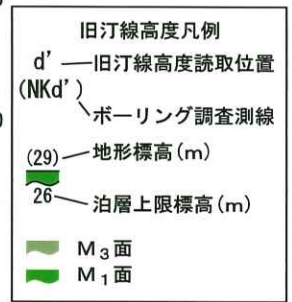 旧汀線高度凡例
d' 旧汀線高度読取位置
(NKd')
ボーリング調査測線
(29) 地形標高(m)
26 泊層上限標高(m)
M3面
M1面